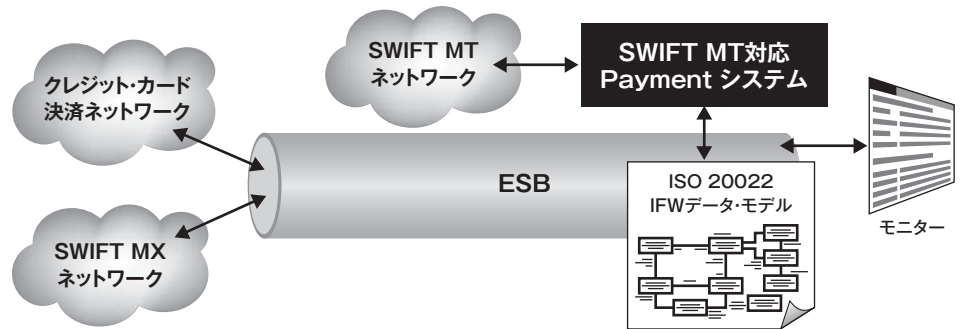 SWIFT MT
ネットワーク
SWIFT MT対応
Payment システム
クレジット・カード
決済ネットワーク
ESB
ISO 20022
IFWデータ・モデル
モニター
SWIFT MX
ネットワーク